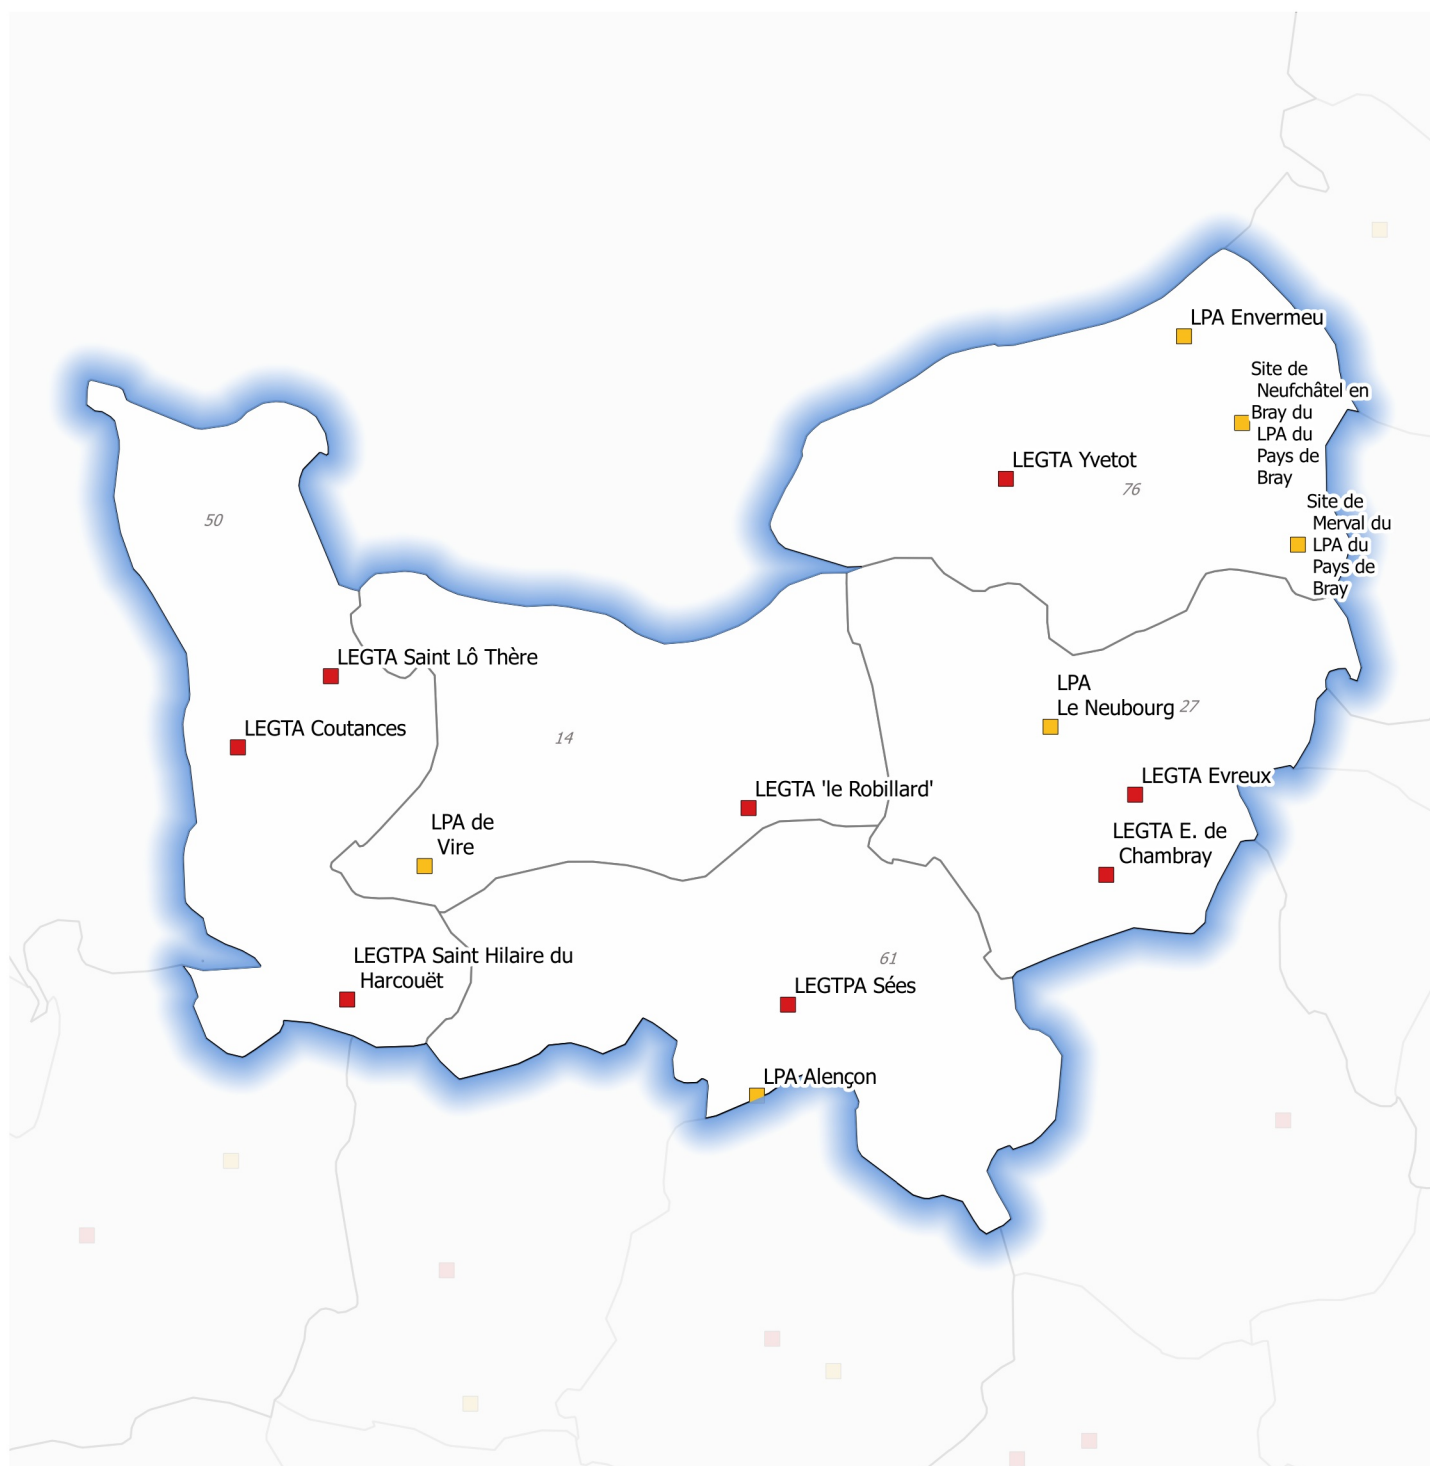 LPA Envermeu
Site de
Neufchâtel en
Bray du
LPA du
Pays de
Bray
LEGTA Yvetot
76
Site de
Merval du
LPA du
Pays de
Bray
50
LEGTA Saint Lô Thère
LEGTA Coutances
14
LPA
Le Neubourg
27
LEGTA Evreux
LEGTA 'le Robillard'
LPA de
Vire
LEGTA E. de
Chambray
LEGTPA Saint Hilaire du
Harcouët
61
LEGTPA Sées
LPA Alençon